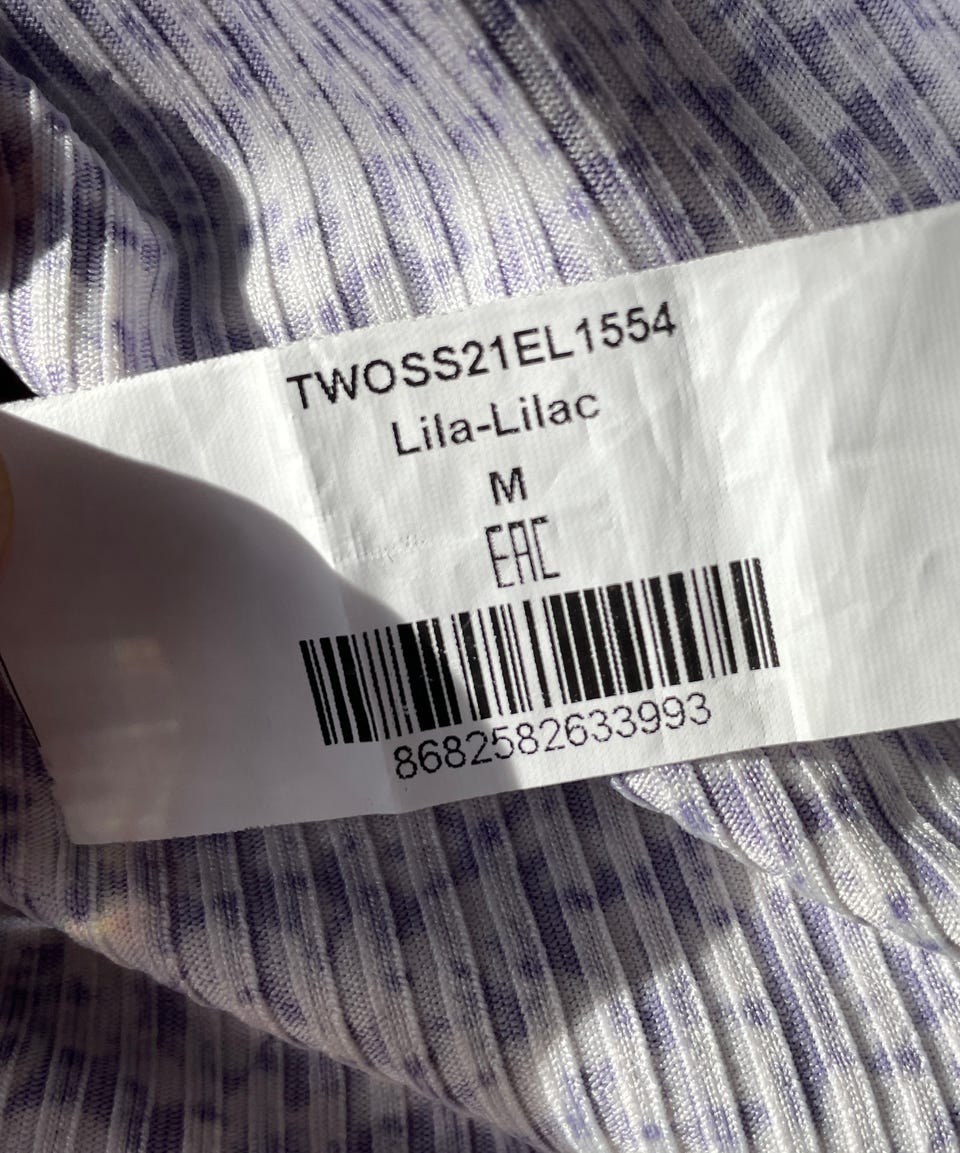 TWOSS21EL1554
Lila-Lilac
M
EAC
8682582633993